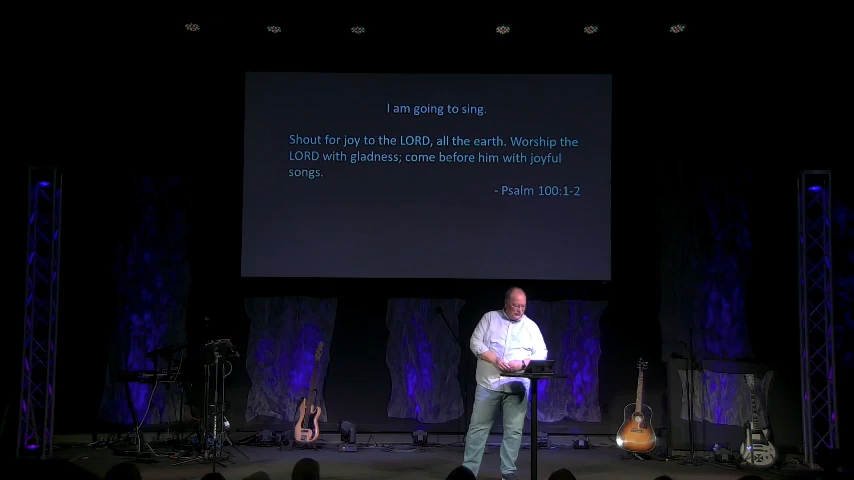 I am going to sing.
Shout for joy to the LORD, all the earth. Worship the
LORD with gladness; come before him with joyful
songs.
- Psalm 100:1-2